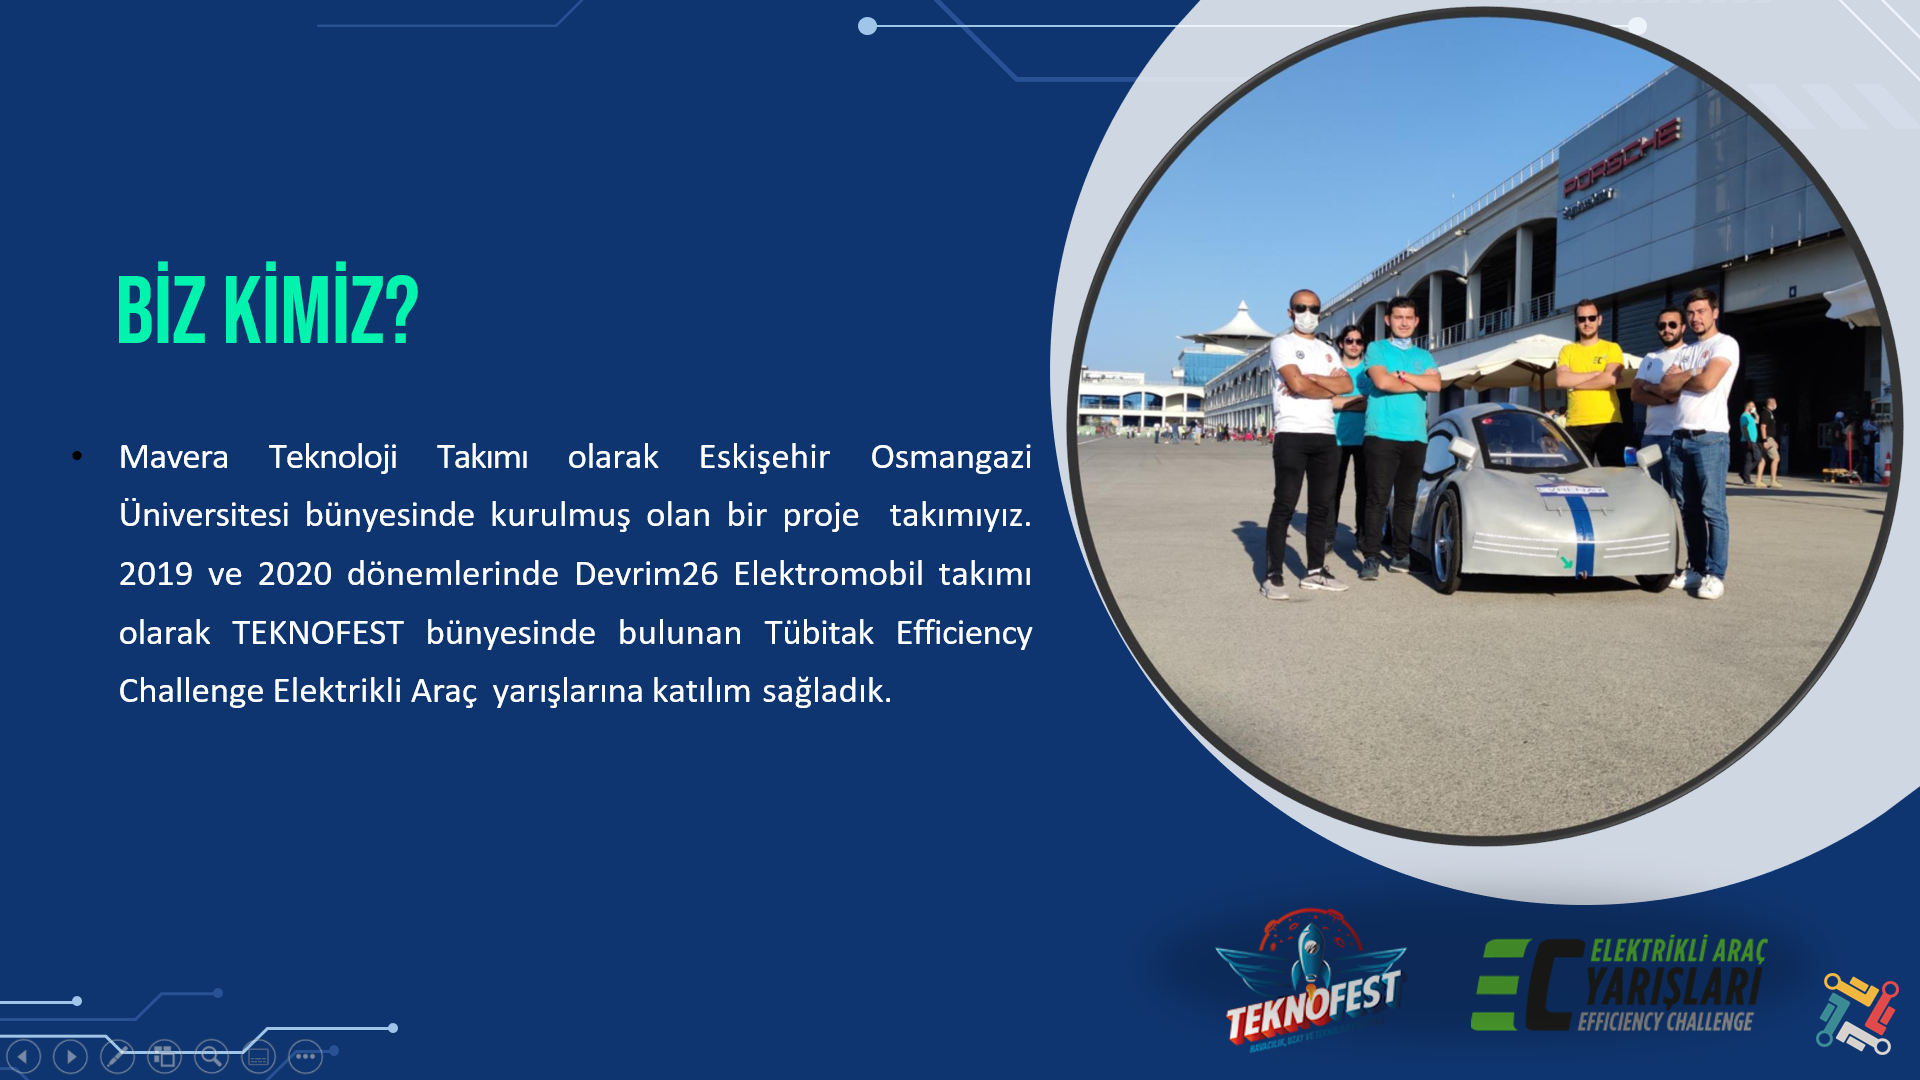 BİZ KİMİZ?
• Mavera Teknoloji Takımı olarak Eskişehir Osmangazi
Üniversitesi bünyesinde kurulmuş olan bir proje takımıyız.
2019 ve 2020 dönemlerinde Devrim26 Elektromobil takımı
olarak TEKNOFEST bünyesinde bulunan Tübitak Efficiency
Challenge Elektrikli Araç yarışlarına katılım sağladık.
PORSCHE
TEKNOFEST
EC
ELEKTRİKLİ ARAÇ
YARIŞLARI
EFFICIENCY CHALLENGE